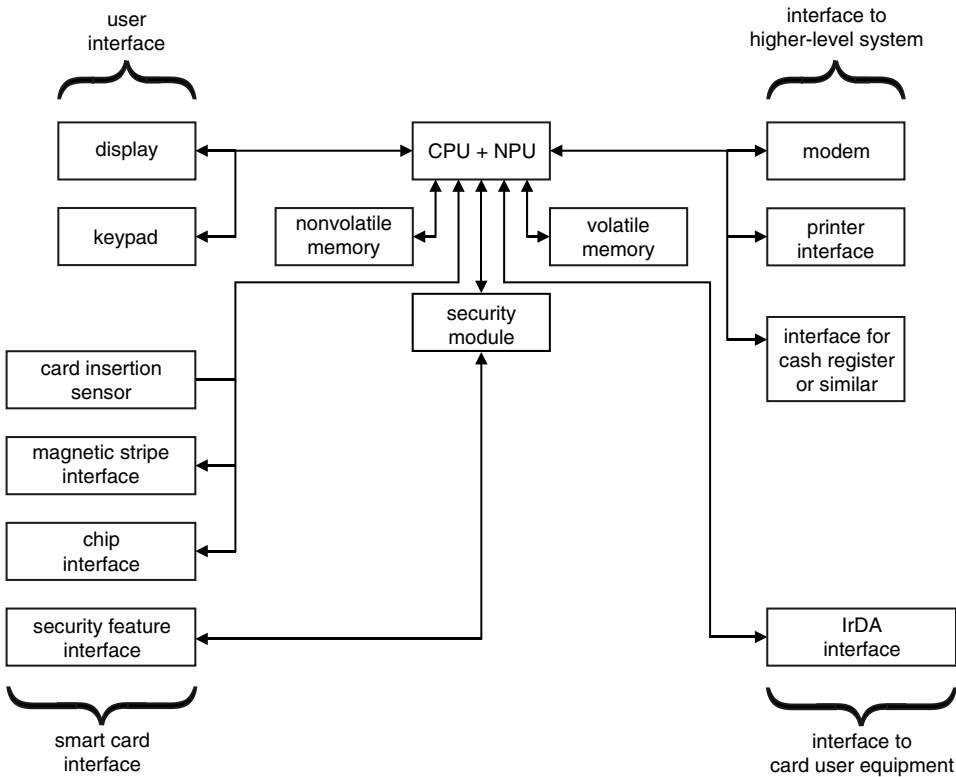 user
interface
interface to
higher-level system
display
CPU + NPU
modem
keypad
nonvolatile
memory
volatile
memory
printer
interface
security
module
interface for
cash register
or similar
card insertion
sensor
magnetic stripe
interface
chip
interface
security feature
interface
IrDA
interface
smart card
interface
interface to
card user equipment